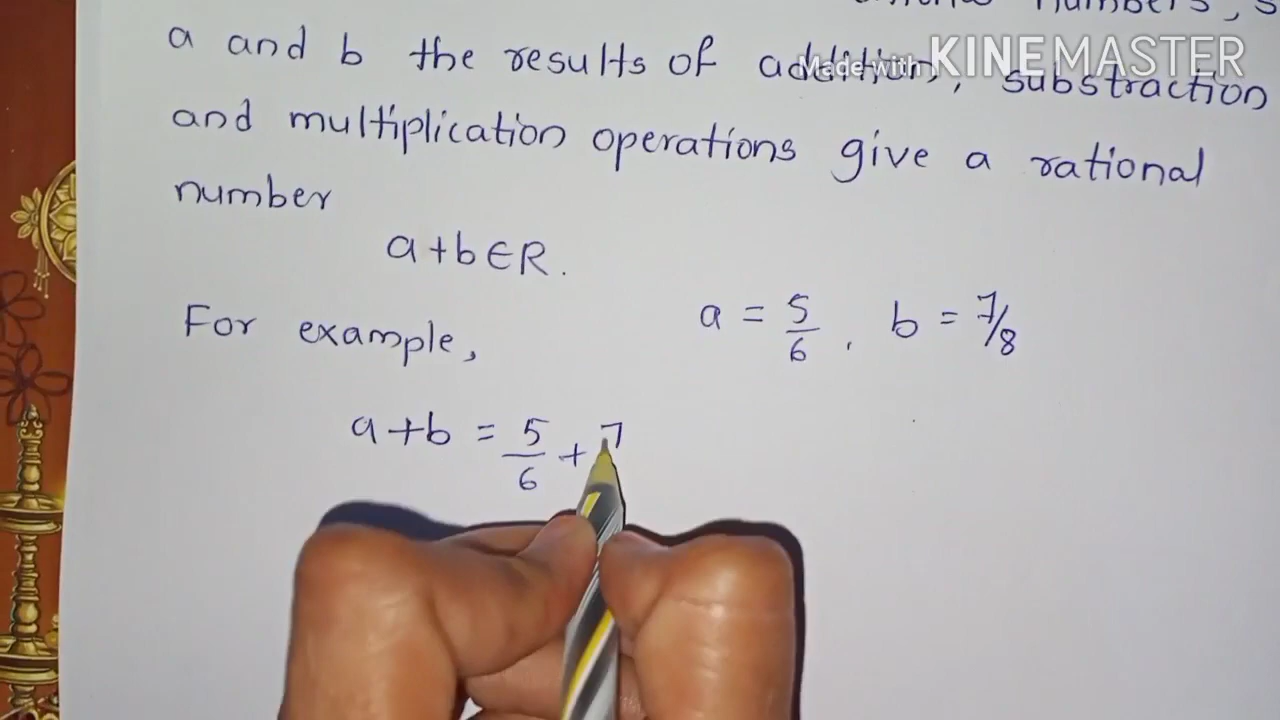 numbers,
a and b the results of addition, substraction
Made with KINEMASTER
and multiplication operations give a rational
number
a+b∈R.
For example,
a = 5/6, b = 7/8
a+b = 5/6 + 7